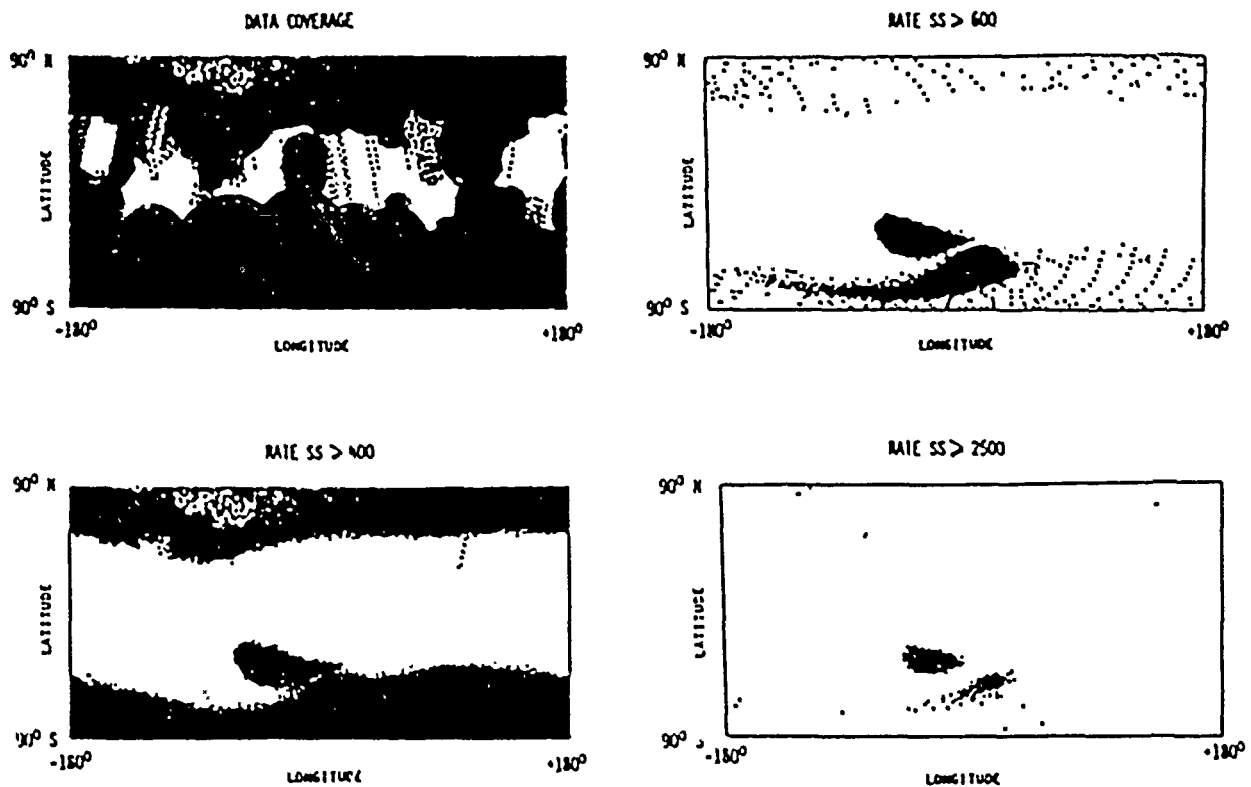 DATA COVERAGE
90° N
LATITUDE
90° S
-180°
+180°
LONGITUDE
RATE SS > 600
90° N
LATITUDE
90° S
-180°
+180°
LONGITUDE
RATE SS > 400
90° N
LATITUDE
90° S
-180°
+180°
LONGITUDE
RATE SS > 2500
90° N
LATITUDE
90°
-180°
+180°
LONGITUDE